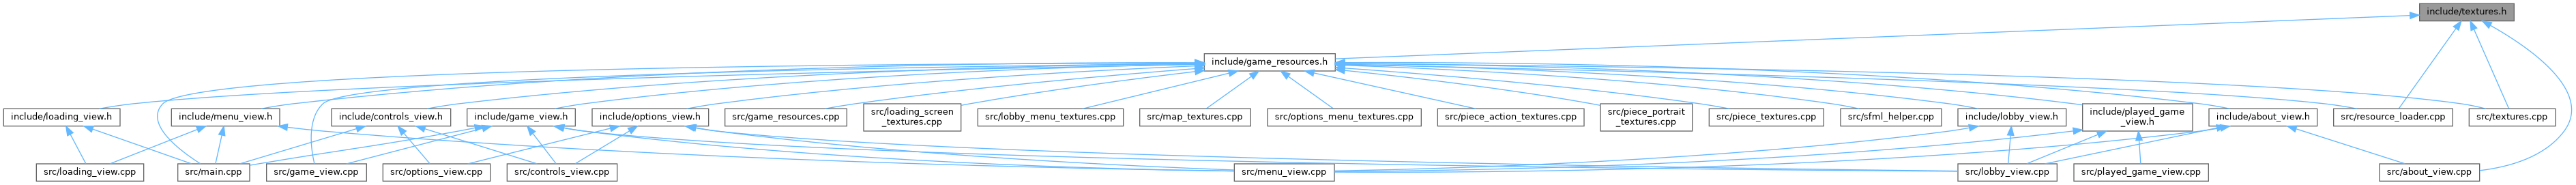 include/textures.h
include/game_resources.h
include/loading_view.h
include/menu_view.h
include/controls_view.h
include/game_view.h
include/options_view.h
src/game_resources.cpp
src/loading_screen
_textures.cpp
src/lobby_menu_textures.cpp
src/map_textures.cpp
src/options_menu_textures.cpp
src/piece_action_textures.cpp
src/piece_portrait
_textures.cpp
src/piece_textures.cpp
src/sfml_helper.cpp
include/lobby_view.h
include/played_game
_view.h
include/about_view.h
src/resource_loader.cpp
src/textures.cpp
src/loading_view.cpp
src/main.cpp
src/game_view.cpp
src/options_view.cpp
src/controls_view.cpp
src/menu_view.cpp
src/lobby_view.cpp
src/played_game_view.cpp
src/about_view.cpp